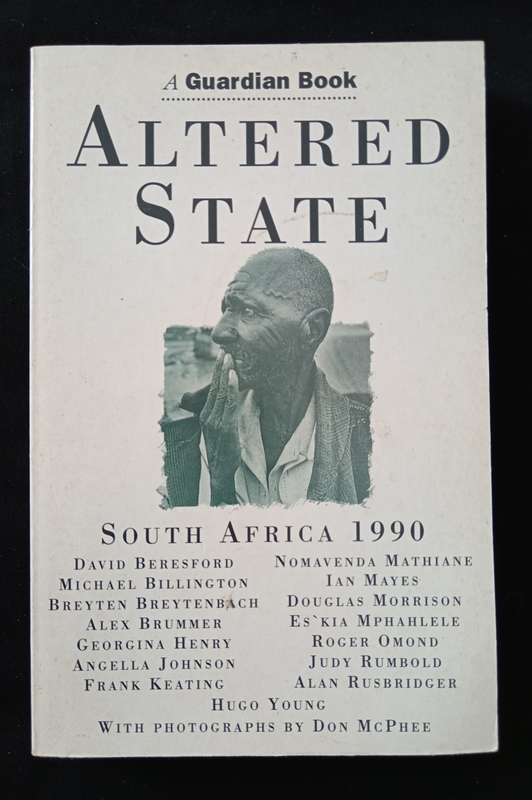 A Guardian Book
ALTERED
STATE
SOUTH AFRICA 1990
DAVID BERESFORD
MICHAEL BILLINGTON
BREYTEN BREYTENBACH
ALEX BRUMMER
GEORGINA HENRY
ANGELLA JOHNSON
FRANK KEATING
NOMAVENDA MATHIANE
IAN MAYES
DOUGLAS MORRISON
ES`KIA MPHAHLELE
ROGER OMOND
JUDY RUMBOLD
ALAN RUSBRIDGER
HUGO YOUNG
WITH PHOTOGRAPHS BY DON MCPHEE